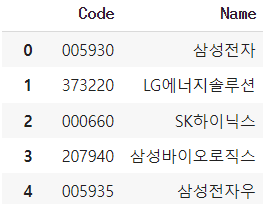 Code Name
0 005930 삼성전자
1 373220 LG에너지솔루션
2 000660 SK하이닉스
3 207940 삼성바이오로직스
4 005935 삼성전자우